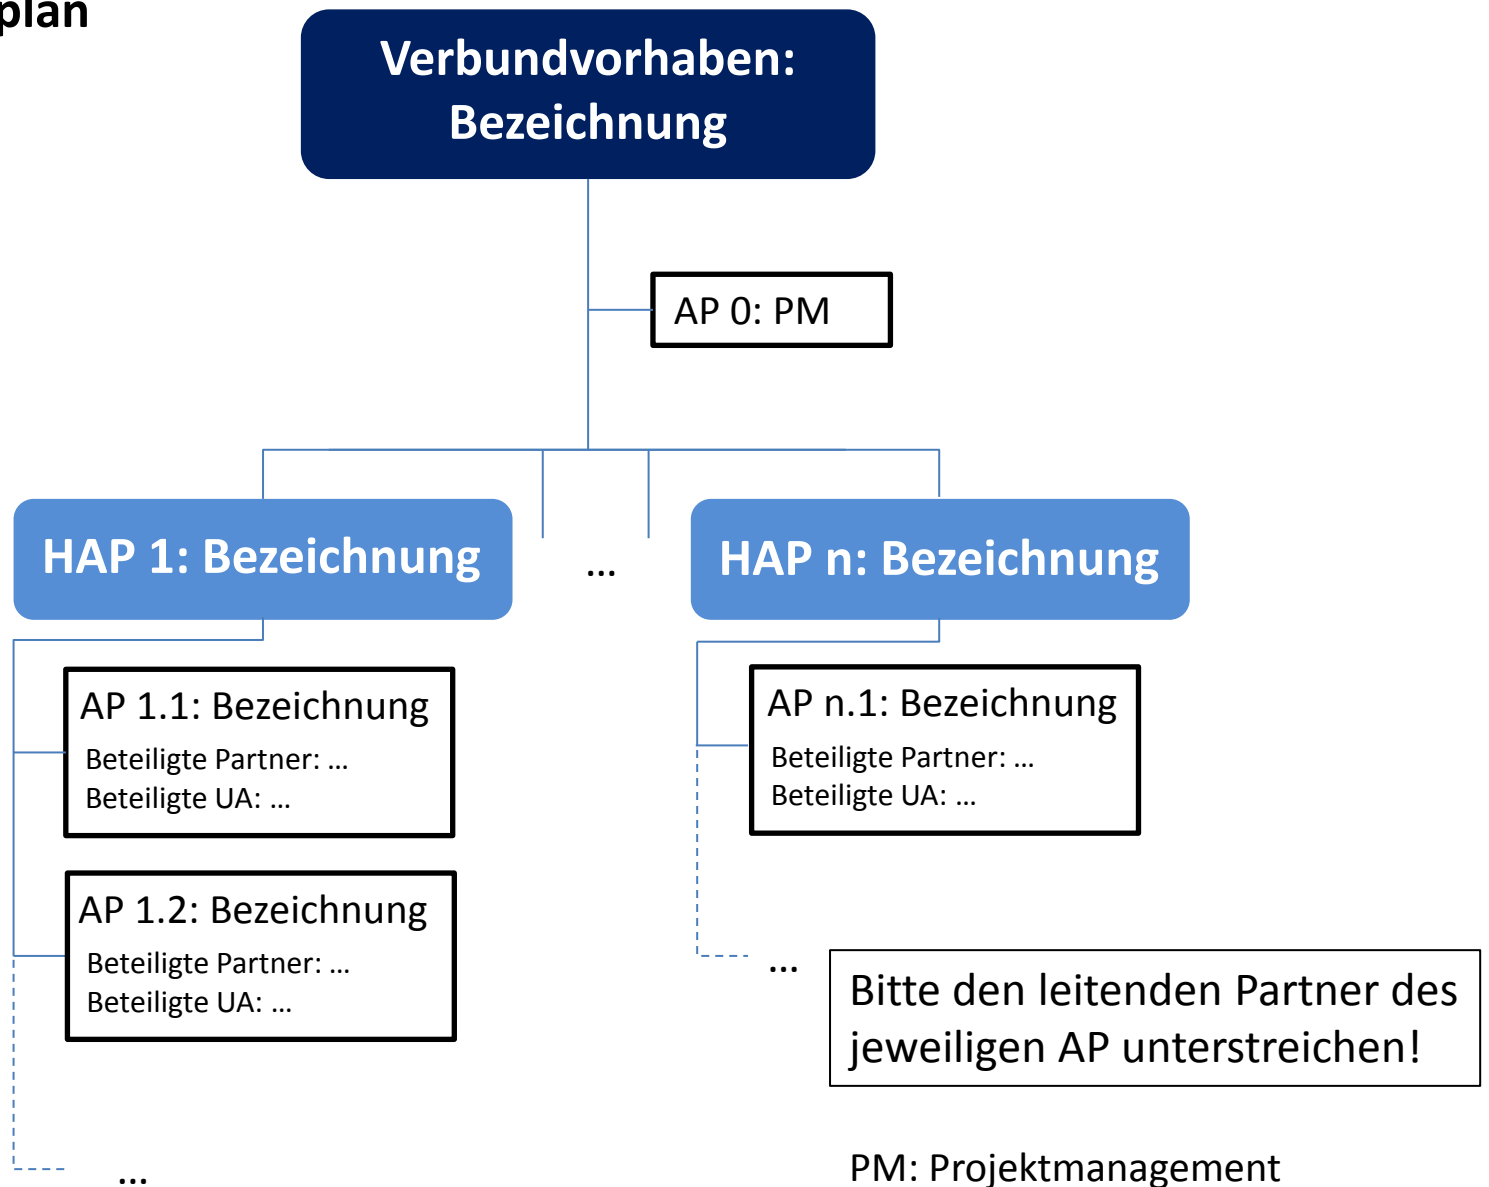 plan
Verbundvorhaben:
Bezeichnung
AP 0: PM
HAP 1: Bezeichnung
...
HAP n: Bezeichnung
AP 1.1: Bezeichnung
Beteiligte Partner: ...
Beteiligte UA: ...
AP n.1: Bezeichnung
Beteiligte Partner: ...
Beteiligte UA: ...
AP 1.2: Bezeichnung
Beteiligte Partner: ...
Beteiligte UA: ...
...
Bitte den leitenden Partner des
jeweiligen AP unterstreichen!
...
PM: Projektmanagement